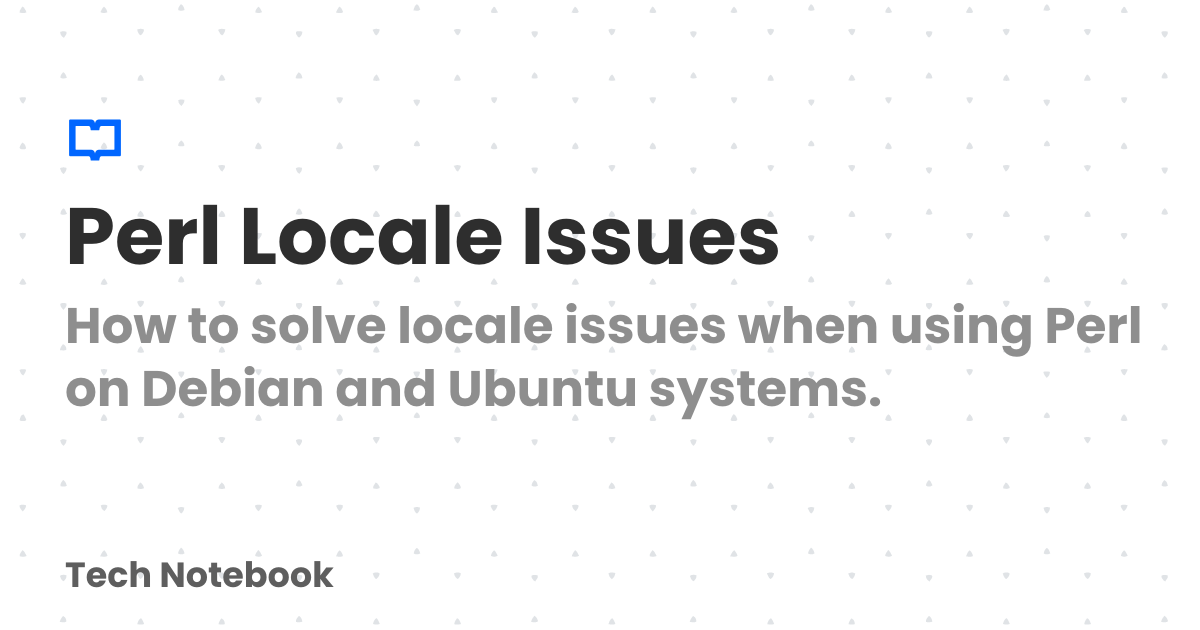 Perl Locale Issues
How to solve locale issues when using Perl
on Debian and Ubuntu systems.
Tech Notebook